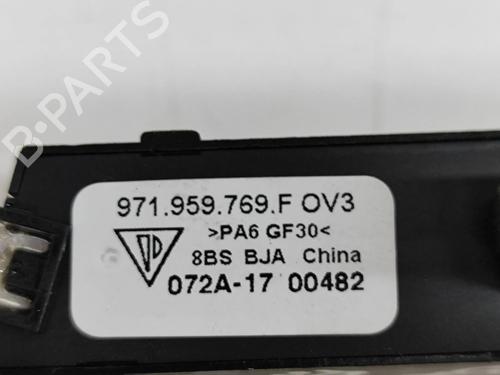 B-PARTS
971.959.769.F OV3
>PA6 GF30<
8BS BJA China
072A-17 00482